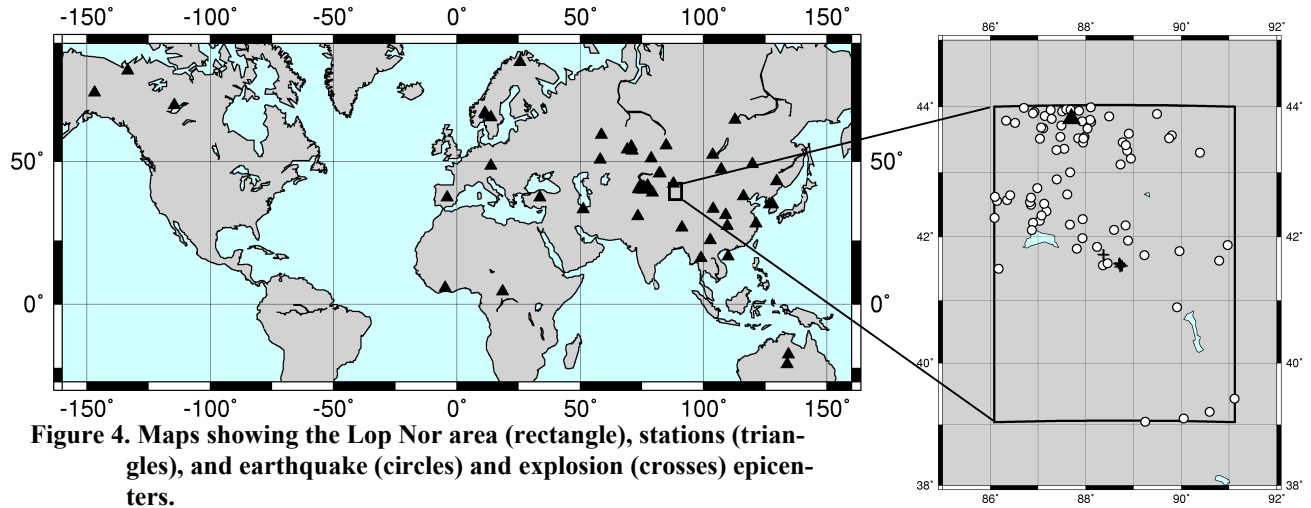 -150° -100° -50° 0° 50° 100° 150°
50° 50°
0° 0°
-150° -100° -50° 0° 50° 100° 150°
86° 88° 90° 92°
44° 44°
42° 42°
40° 40°
38° 38°
86° 88° 90° 92°
Figure 4. Maps showing the Lop Nor area (rectangle), stations (trian-
gles), and earthquake (circles) and explosion (crosses) epicen-
ters.